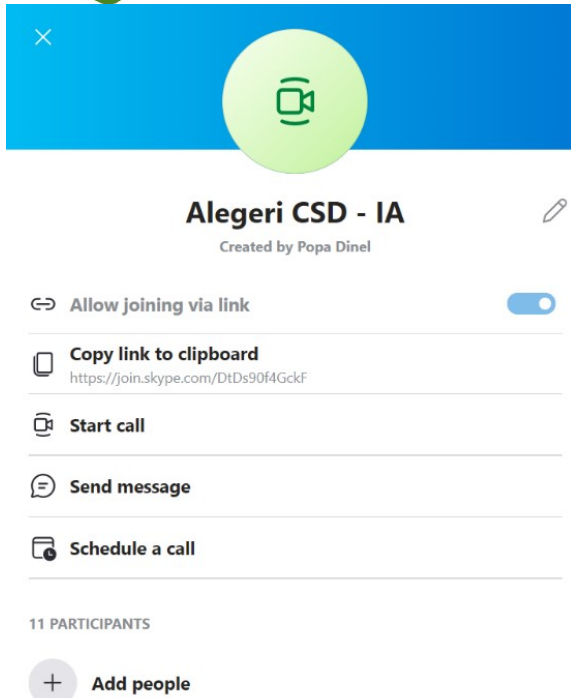 Alegeri CSD - IA
Created by Popa Dinel
Allow joining via link
Copy link to clipboard
https://join.skype.com/DtDs90f4GckF
Start call
Send message
Schedule a call
11 PARTICIPANTS
Add people